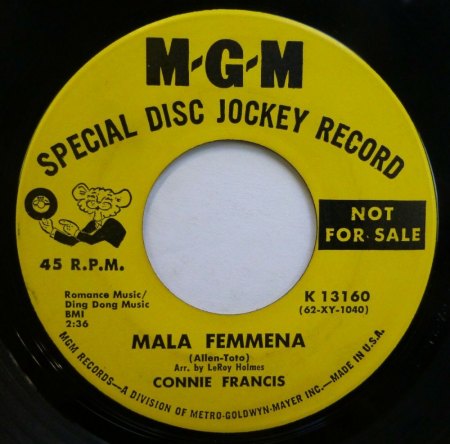 M-G-M
SPECIAL DISC JOCKEY RECORD
NOT
FOR SALE
45 R.P.M.
Romance Music/
Ding Dong Music
BMI
2:36
K 13160
(62-XY-1040)
MALA FEMMENA
(Allen-Toto)
Arr. by LeRoy Holmes
CONNIE FRANCIS
MGM RECORDS—A DIVISION OF METRO-GOLDWYN-MAYER INC.—MADE IN U.S.A.